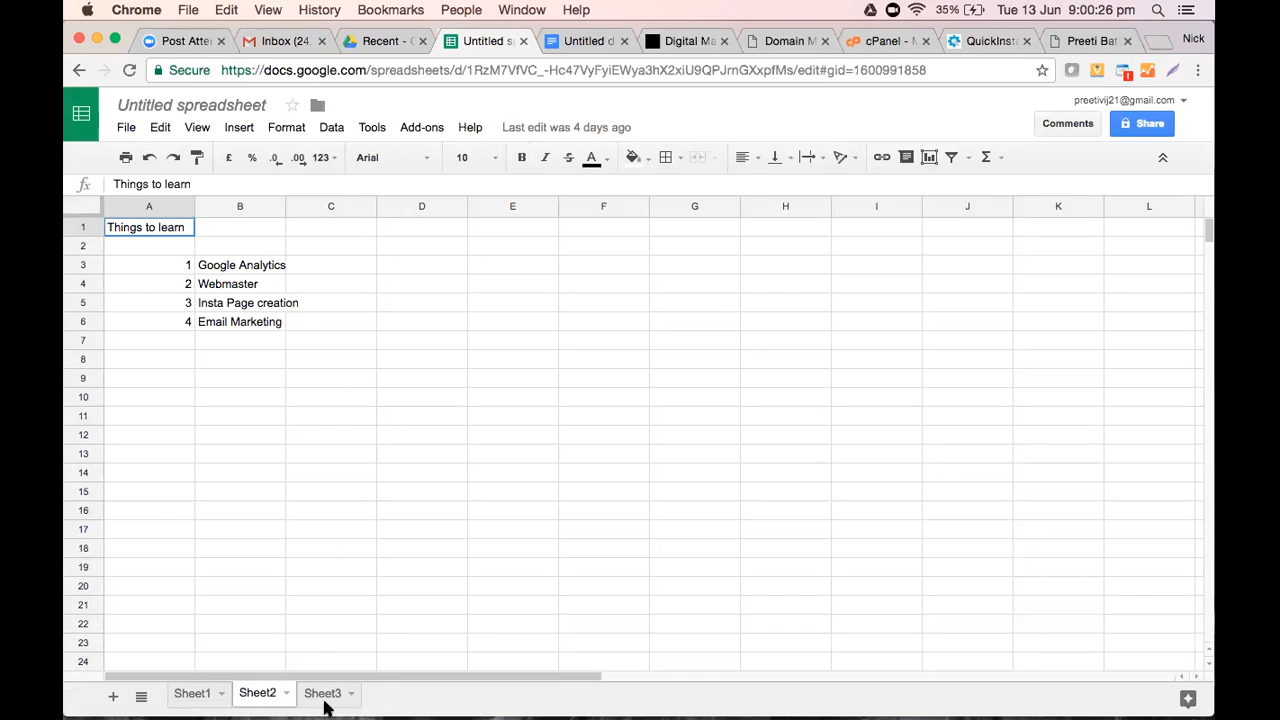 Chrome File Edit View History Bookmarks People Window Help 35% Tue 13 Jun 9:00:26 pm
Post Atte Inbox (24 Recent - Untitled s Untitled d Digital Ma Domain M cPanel - M QuickInst Preeti Bat Nick
Secure https://docs.google.com/spreadsheets/d/1RzM7VfVC_-Hc47VyFyiEWya3hX2xiU9QPJrnGXxpfMs/edit#gid=1600991858
Untitled spreadsheet preetivij21@gmail.com
File Edit View Insert Format Data Tools Add-ons Help Last edit was 4 days ago Comments Share
£ % .0 .00 123 Arial 10 B I S A Σ
fx Things to learn
A B C D E F G H I J K L
1 Things to learn
2
3 1 Google Analytics
4 2 Webmaster
5 3 Insta Page creation
6 4 Email Marketing
7
8
9
10
11
12
13
14
15
16
17
18
19
20
21
22
23
24
+ Sheet1 Sheet2 Sheet3